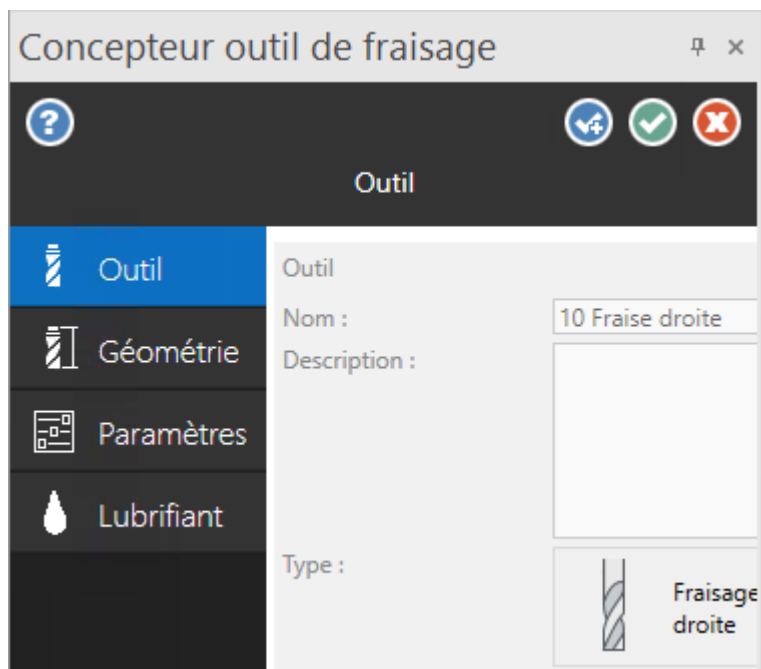 Concepteur outil de fraisage
Outil
Outil
Géométrie
Paramètres
Lubrifiant
Outil
Nom :
10 Fraise droite
Description :
Type :
Fraisage
droite